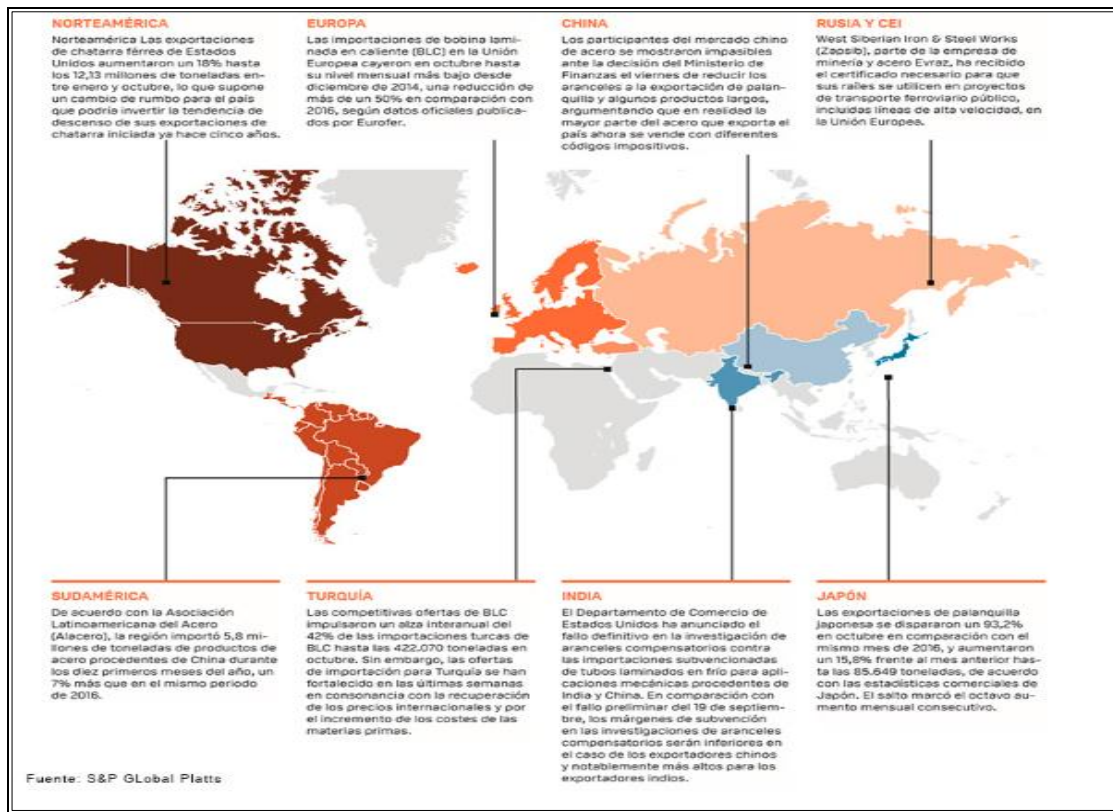 NORTEAMÉRICA
Norteamérica Las exportaciones
de chatarra férrea de Estados
Unidos aumentaron un 18% hasta
los 12,13 millones de toneladas en-
tre enero y octubre, lo que supone
un cambio de rumbo para el país
que podría invertir la tendencia de
descenso de sus exportaciones de
chatarra iniciada ya hace cinco años.
EUROPA
Las importaciones de bobina lami-
nada en caliente (BLC) en la Unión
Europea cayeron en octubre hasta
su nivel mensual más bajo desde
diciembre de 2014, una reducción de
más de un 50% en comparación con
2016, según datos oficiales publica-
dos por Eurofer.
CHINA
Los participantes del mercado chino
de acero se mostraron impasibles
ante la decisión del Ministerio de
Finanzas el viernes de reducir los
aranceles a la exportación de palan-
quilla y algunos productos largos,
argumentando que en realidad la
mayor parte del acero que exporta el
país ahora se vende con diferentes
códigos impositivos.
RUSIA Y CEI
West Siberian Iron & Steel Works
(Zapsib), parte de la empresa de
minería y acero Evraz, ha recibido
el certificado necesario para que
sus raíles se utilicen en proyectos
de transporte ferroviario público,
incluidas líneas de alta velocidad, en
la Unión Europea.
SUDAMÉRICA
De acuerdo con la Asociación
Latinoamericana del Acero
(Alacero), la región importó 5,8 mi-
llones de toneladas de productos de
acero procedentes de China durante
los diez primeros meses del año, un
7% más que en el mismo periodo
de 2016.
TURQUÍA
Las competitivas ofertas de BLC
impulsaron un alza interanual del
42% de las importaciones turcas de
BLC hasta las 422.070 toneladas en
octubre. Sin embargo, las ofertas
de importación para Turquía se han
fortalecido en las últimas semanas
en consonancia con la recuperación
de los precios internacionales y por
el incremento de los costes de las
materias primas.
INDIA
El Departamento de Comercio de
Estados Unidos ha anunciado el
fallo definitivo en la investigación de
aranceles compensatorios contra
las importaciones subvencionadas
de tubos laminados en frío para apli-
caciones mecánicas procedentes de
India y China. En comparación con
el fallo preliminar del 19 de septiem-
bre, los márgenes de subvención
en las investigaciones de aranceles
compensatorios serán inferiores en
el caso de los exportadores chinos
y notablemente más altos para los
exportadores indios.
JAPÓN
Las exportaciones de palanquilla
japonesa se dispararon un 93,2%
en octubre en comparación con el
mismo mes de 2016, y aumentaron
un 15,8% frente al mes anterior has-
ta las 85.649 toneladas, de acuerdo
con las estadísticas comerciales de
Japón. El salto marcó el octavo au-
mento mensual consecutivo.
Fuente: S&P GLobal Platts